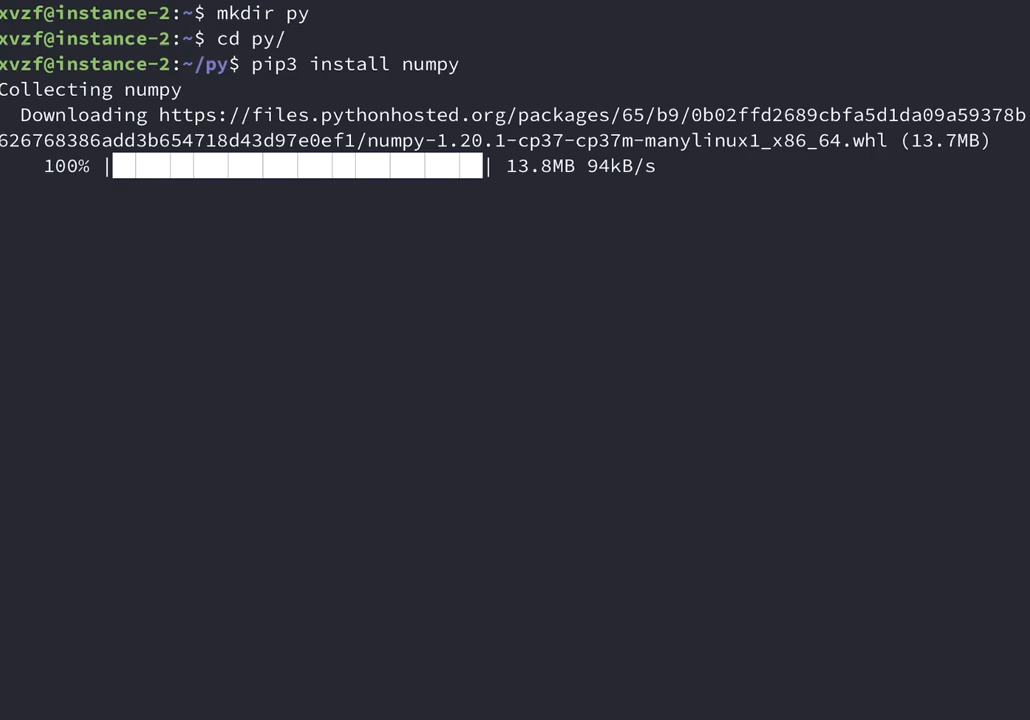 xvzf@instance-2:~$ mkdir py
xvzf@instance-2:~$ cd py/
xvzf@instance-2:~/py$ pip3 install numpy
Collecting numpy
  Downloading https://files.pythonhosted.org/packages/65/b9/0b02ffd2689cbfa5d1da09a59378b
626768386add3b654718d43d97e0ef1/numpy-1.20.1-cp37-cp37m-manylinux1_x86_64.whl (13.7MB)
    100% |████████████████████████████████| 13.8MB 94kB/s